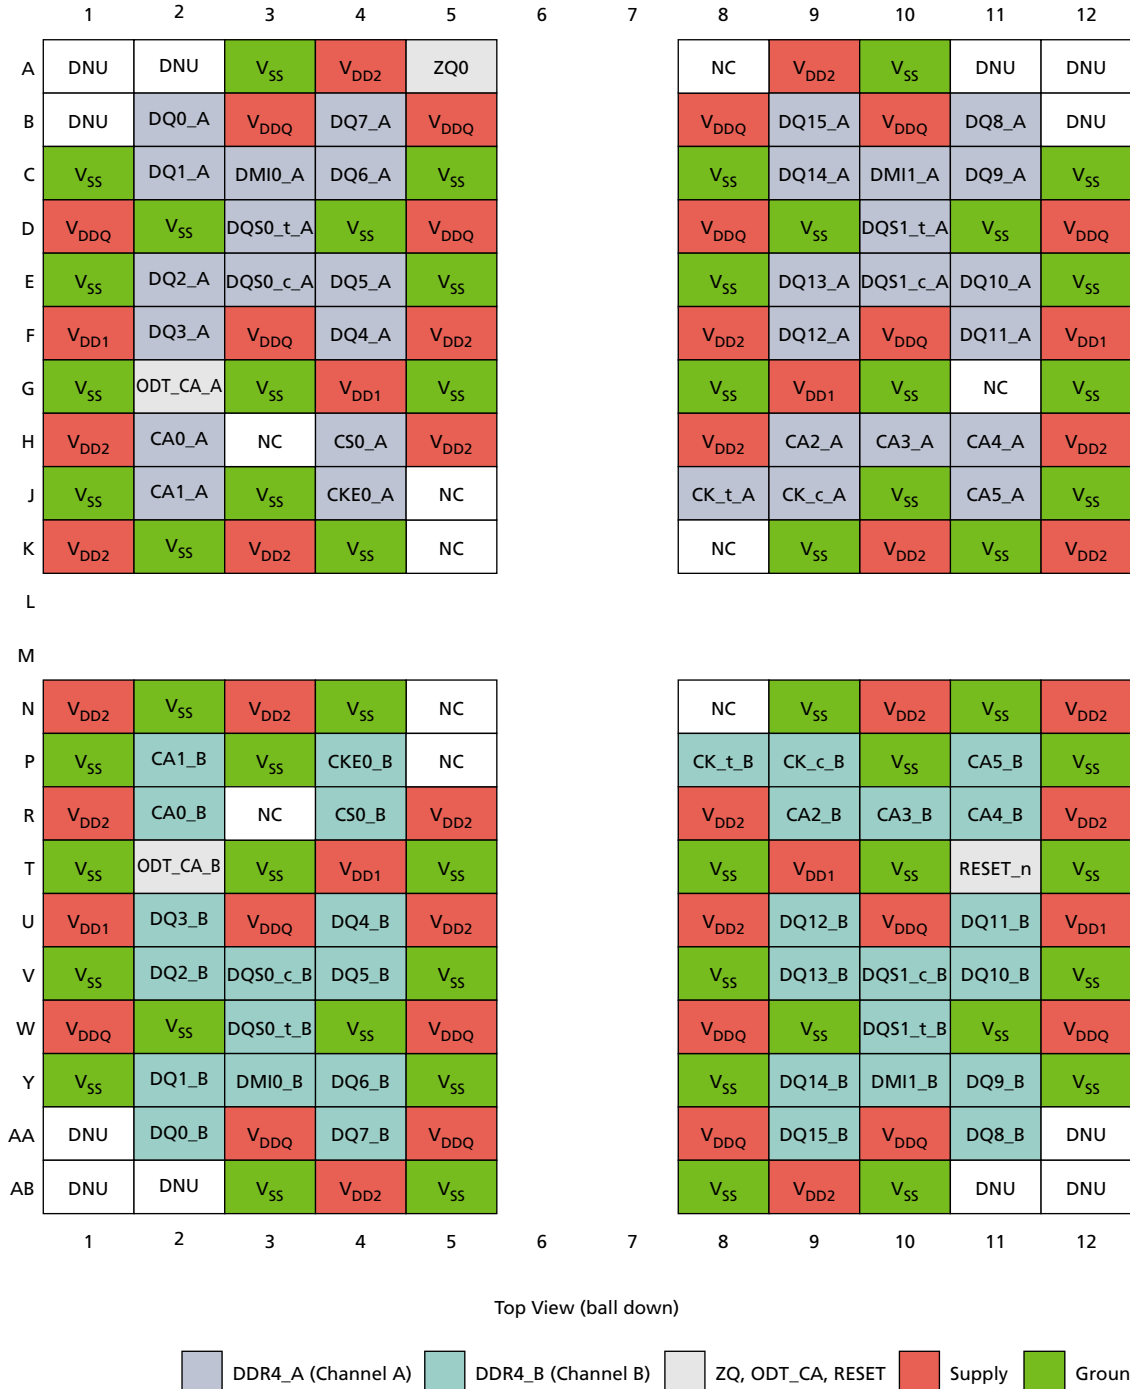 1 2 3 4 5 6 7 8 9 10 11 12
A DNU DNU VSS VDD2 ZQ0 NC VDD2 VSS DNU DNU
B DNU DQ0_A VDDQ DQ7_A VDDQ VDDQ DQ15_A VDDQ DQ8_A DNU
C VSS DQ1_A DMI0_A DQ6_A VSS VSS DQ14_A DMI1_A DQ9_A VSS
D VDDQ VSS DQS0_t_A VSS VDDQ VDDQ VSS DQS1_t_A VSS VDDQ
E VSS DQ2_A DQS0_c_A DQ5_A VSS VSS DQ13_A DQS1_c_A DQ10_A VSS
F VDD1 DQ3_A VDDQ DQ4_A VDD2 VDD2 DQ12_A VDDQ DQ11_A VDD1
G VSS ODT_CA_A VSS VDD1 VSS VSS VDD1 VSS NC VSS
H VDD2 CA0_A NC CS0_A VDD2 VDD2 CA2_A CA3_A CA4_A VDD2
J VSS CA1_A VSS CKE0_A NC CK_t_A CK_c_A VSS CA5_A VSS
K VDD2 VSS VDD2 VSS NC NC VSS VDD2 VSS VDD2
L
M
N VDD2 VSS VDD2 VSS NC NC VSS VDD2 VSS VDD2
P VSS CA1_B VSS CKE0_B NC CK_t_B CK_c_B VSS CA5_B VSS
R VDD2 CA0_B NC CS0_B VDD2 VDD2 CA2_B CA3_B CA4_B VDD2
T VSS ODT_CA_B VSS VDD1 VSS VSS VDD1 VSS RESET_n VSS
U VDD1 DQ3_B VDDQ DQ4_B VDD2 VDD2 DQ12_B VDDQ DQ11_B VDD1
V VSS DQ2_B DQS0_c_B DQ5_B VSS VSS DQ13_B DQS1_c_B DQ10_B VSS
W VDDQ VSS DQS0_t_B VSS VDDQ VDDQ VSS DQS1_t_B VSS VDDQ
Y VSS DQ1_B DMI0_B DQ6_B VSS VSS DQ14_B DMI1_B DQ9_B VSS
AA DNU DQ0_B VDDQ DQ7_B VDDQ VDDQ DQ15_B VDDQ DQ8_B DNU
AB DNU DNU VSS VDD2 VSS VSS VDD2 VSS DNU DNU
1 2 3 4 5 6 7 8 9 10 11 12
Top View (ball down)
DDR4_A (Channel A) DDR4_B (Channel B) ZQ, ODT_CA, RESET Supply Groun